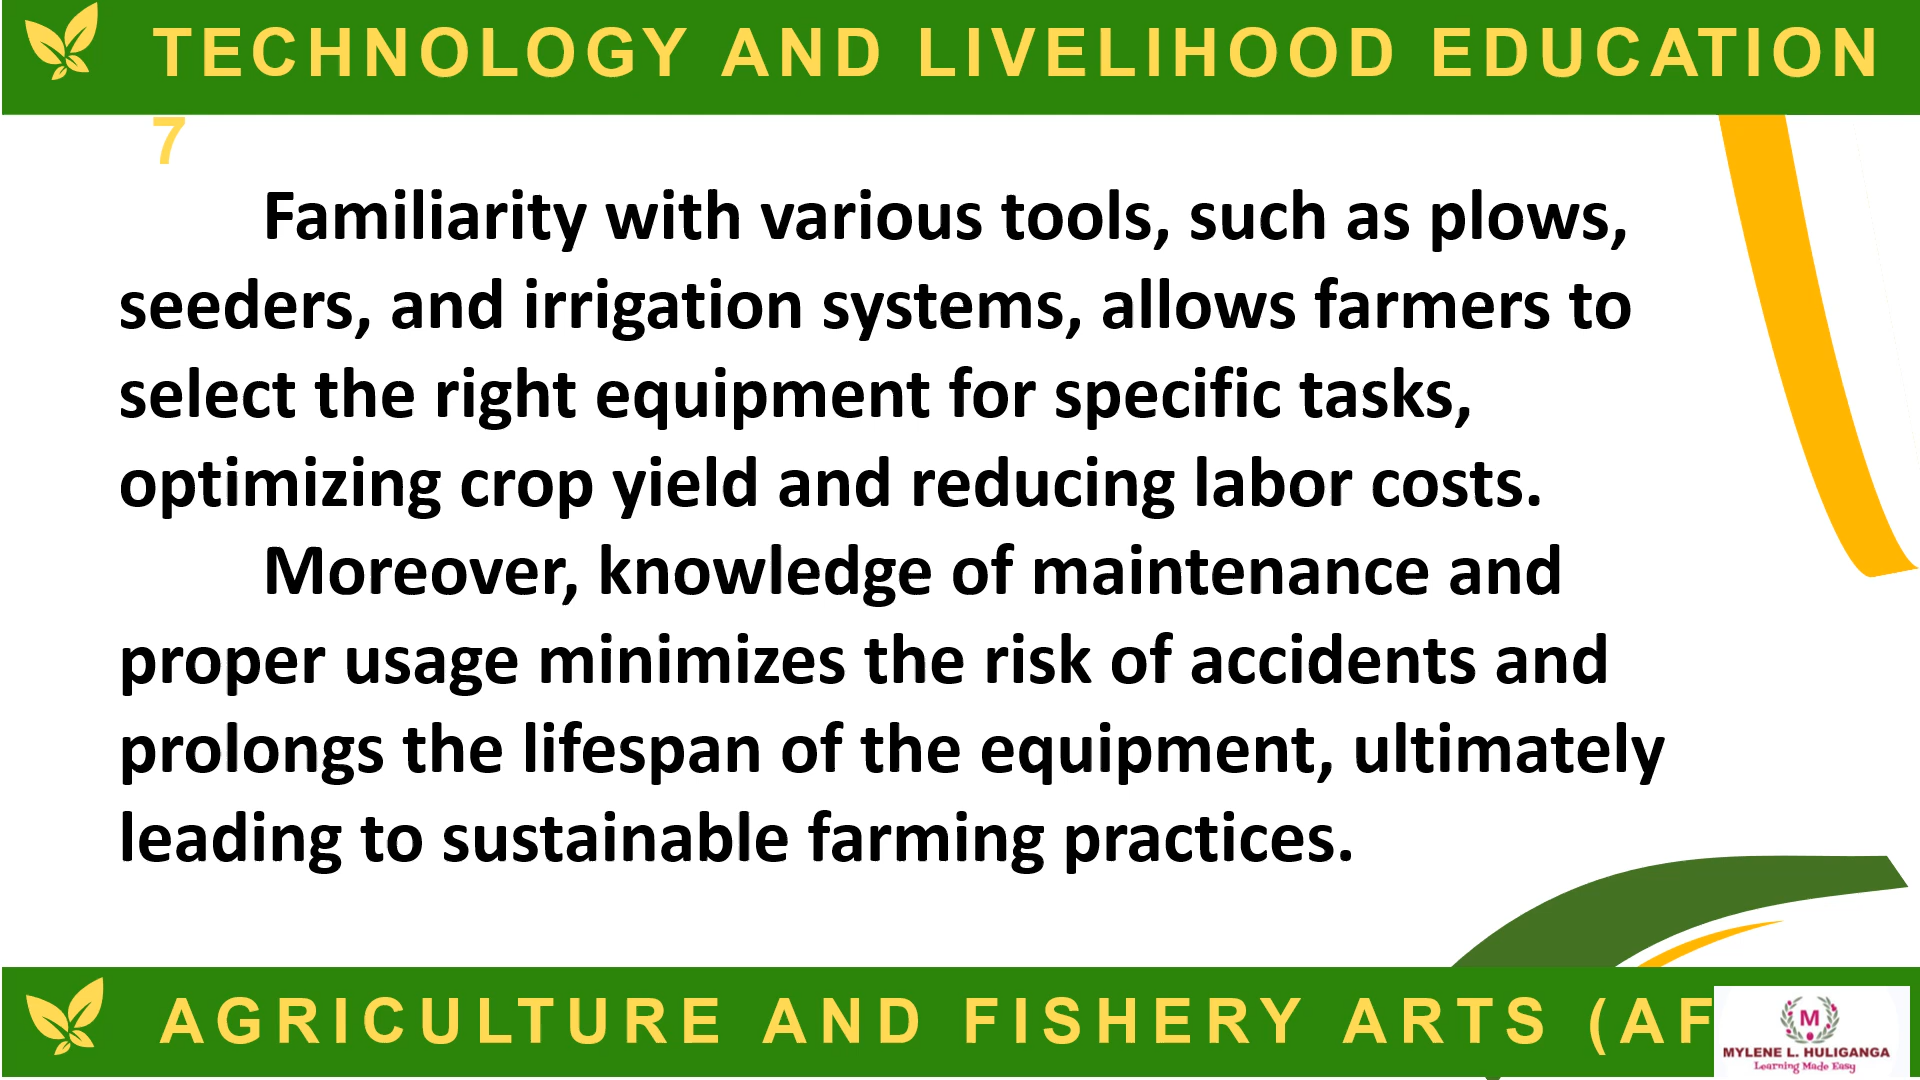 TECHNOLOGY AND LIVELIHOOD EDUCATION
7
Familiarity with various tools, such as plows,
seeders, and irrigation systems, allows farmers to
select the right equipment for specific tasks,
optimizing crop yield and reducing labor costs.
Moreover, knowledge of maintenance and
proper usage minimizes the risk of accidents and
prolongs the lifespan of the equipment, ultimately
leading to sustainable farming practices.
AGRICULTURE AND FISHERY ARTS (AF
M
MYLENE L. HULIGANGA
Learning Made Easy